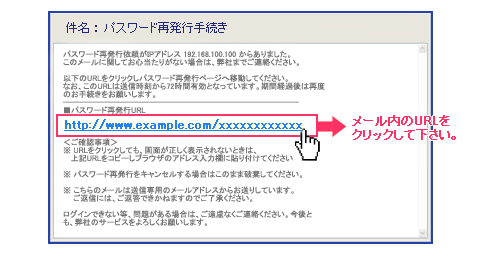 件名： パスワード再発行手続き
パスワード再発行依頼がIPアドレス 192.168.100.100 からありました。
このメールに関してお心当たりがない場合は、弊社までご連絡ください。
以下のURLをクリックしパスワード再発行ページへ移動してください。
なお、このURLは送信時刻から72時間有効となっています。期間経過後は再度
のお手続きをお願いします。
■パスワード再発行URL
http://www.example.com/xxxxxxxxxxxx
メール内のURLを
クリックして下さい。
＜ご確認事項＞
※ URLをクリックしても、画面が正しく表示されないときは、
上記URLをコピーしブラウザのアドレス入力欄に貼り付けてください
※ パスワード再発行をキャンセルする場合はこのまま破棄してください。
※ こちらのメールは送信専用のメールアドレスからお送りしています。
ご返信には、ご返答できかねますのでご了承ください。
ログインできない等、問題がある場合は、ご遠慮なくご連絡ください。今後と
も、弊社のサービスをよろしくお願いします。